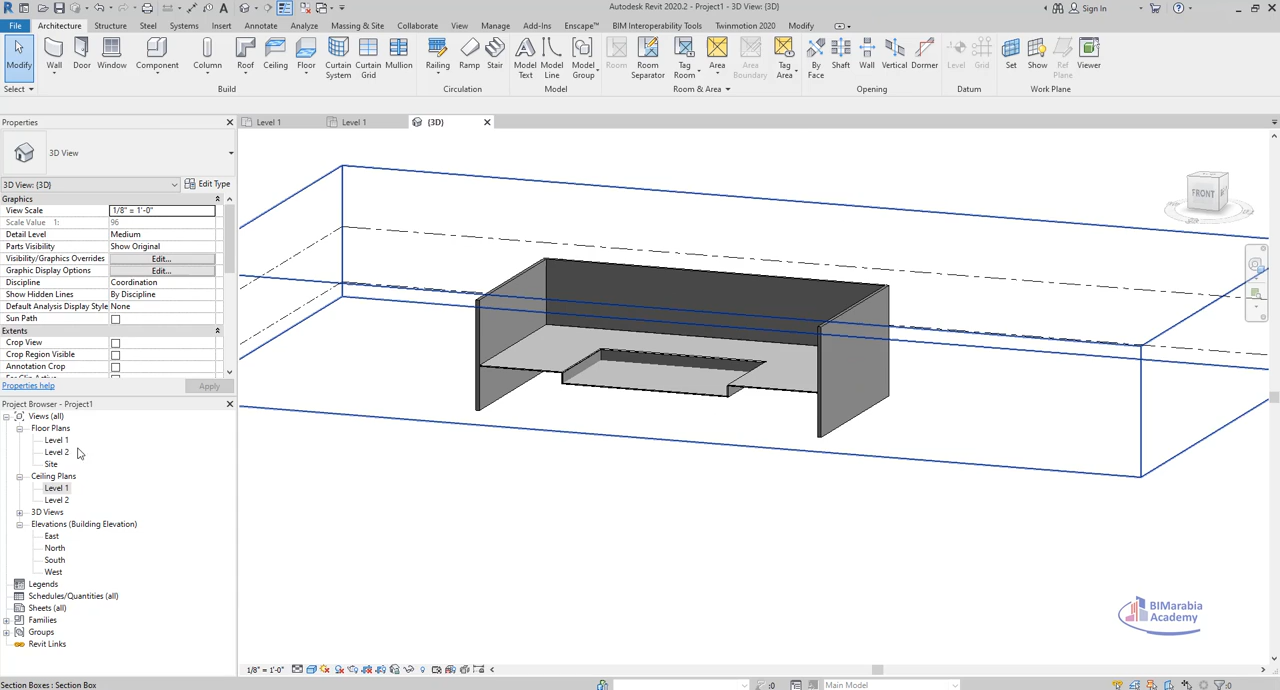 Autodesk Revit 2020.2 - Project1 - 3D View: {3D}
Sign In
File Architecture Structure Steel Systems Insert Annotate Analyze Massing & Site Collaborate View Manage Add-Ins Enscape™ BIM Interoperability Tools Twinmotion 2020 Modify
Modify Wall Door Window Component Column Roof Ceiling Floor Curtain System Curtain Grid Mullion Railing Ramp Stair Model Text Model Line Model Group Room Room Separator Tag Room Area Area Boundary Tag Area By Face Shaft Wall Vertical Dormer Level Grid Set Show Ref Plane Viewer
Select Build Circulation Model Room & Area Opening Datum Work Plane
Properties
Level 1 Level 1 {3D}
3D View
3D View: {3D} Edit Type
Graphics
View Scale 1/8" = 1'-0"
Scale Value 1: 96
Detail Level Medium
Parts Visibility Show Original
Visibility/Graphics Overrides Edit...
Graphic Display Options Edit...
Discipline Coordination
Show Hidden Lines By Discipline
Default Analysis Display Style None
Sun Path
Extents
Crop View
Crop Region Visible
Annotation Crop
Properties help Apply
Project Browser - Project1
Views (all)
Floor Plans
Level 1
Level 2
Site
Ceiling Plans
Level 1
Level 2
3D Views
Elevations (Building Elevation)
East
North
South
West
Legends
Schedules/Quantities (all)
Sheets (all)
Families
Groups
Revit Links
FRONT
BIMarabia
Academy
1/8" = 1'-0"
Section Boxes : Section Box
:0 Main Model :0